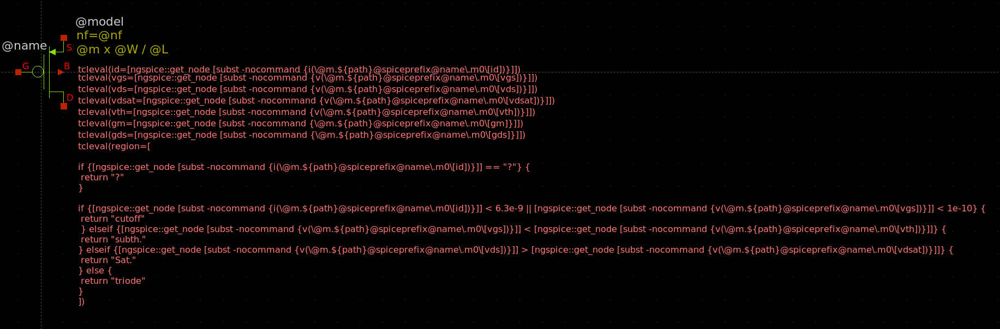 @model
nf=@nf
@name
@m x @W / @L
S
G
B
D
tcleval(id=[ngspice::get_node [subst -nocommand {i(\@m.${path}@spiceprefix@name\.m0\[id])}]])
tcleval(vgs=[ngspice::get_node [subst -nocommand {v(\@m.${path}@spiceprefix@name\.m0\[vgs])}]])
tcleval(vds=[ngspice::get_node [subst -nocommand {v(\@m.${path}@spiceprefix@name\.m0\[vds])}]])
tcleval(vdsat=[ngspice::get_node [subst -nocommand {v(\@m.${path}@spiceprefix@name\.m0\[vdsat])}]])
tcleval(vth=[ngspice::get_node [subst -nocommand {v(\@m.${path}@spiceprefix@name\.m0\[vth])}]])
tcleval(gm=[ngspice::get_node [subst -nocommand {\@m.${path}@spiceprefix@name\.m0\[gm]}]])
tcleval(gds=[ngspice::get_node [subst -nocommand {\@m.${path}@spiceprefix@name\.m0\[gds]}]])
tcleval(region=[
if {[ngspice::get_node [subst -nocommand {i(\@m.${path}@spiceprefix@name\.m0\[id])}]] == "?"} {
return "?"
}
if {[ngspice::get_node [subst -nocommand {i(\@m.${path}@spiceprefix@name\.m0\[id])}]] < 6.3e-9 || [ngspice::get_node [subst -nocommand {v(\@m.${path}@spiceprefix@name\.m0\[vgs])}]] < 1e-10} {
return "cutoff"
} elseif {[ngspice::get_node [subst -nocommand {v(\@m.${path}@spiceprefix@name\.m0\[vgs])}]] < [ngspice::get_node [subst -nocommand {v(\@m.${path}@spiceprefix@name\.m0\[vth])}]]} {
return "subth."
} elseif {[ngspice::get_node [subst -nocommand {v(\@m.${path}@spiceprefix@name\.m0\[vds])}]] > [ngspice::get_node [subst -nocommand {v(\@m.${path}@spiceprefix@name\.m0\[vdsat])}]]} {
return "Sat."
} else {
return "triode"
}
])